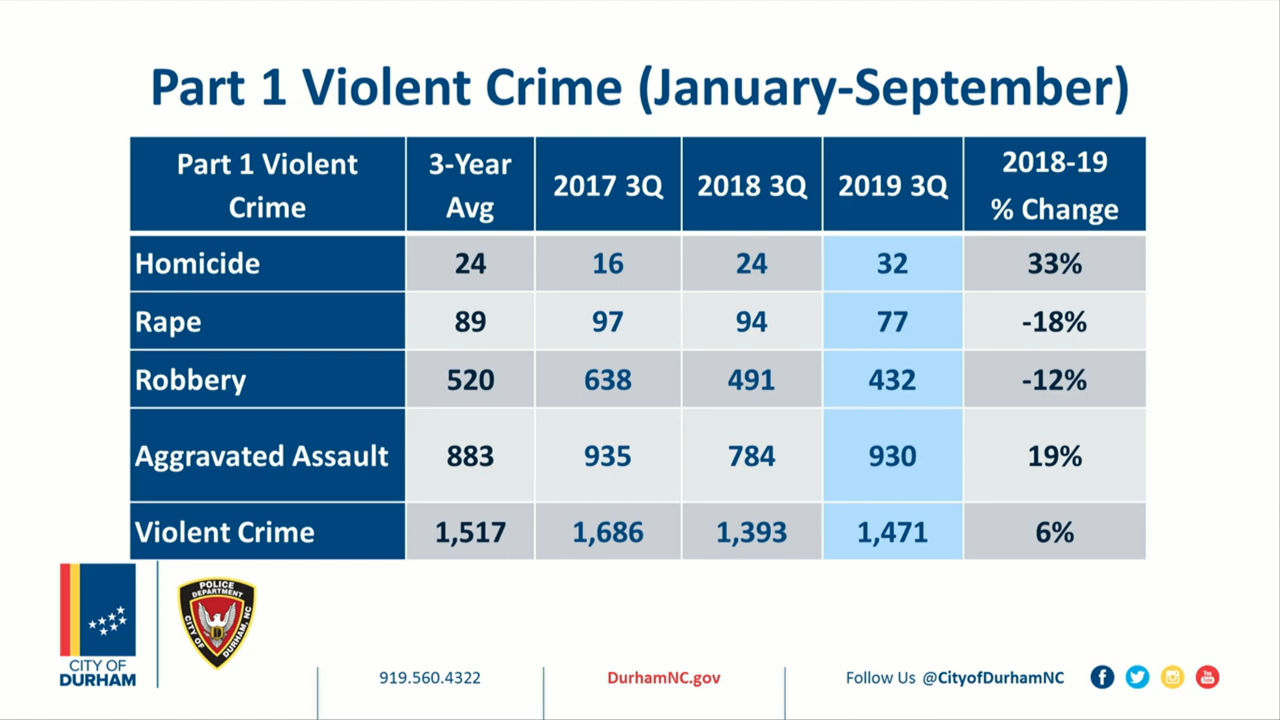 Part 1 Violent Crime (January-September)
Part 1 Violent Crime 3-Year Avg 2017 3Q 2018 3Q 2019 3Q 2018-19 % Change
Homicide 24 16 24 32 33%
Rape 89 97 94 77 -18%
Robbery 520 638 491 432 -12%
Aggravated Assault 883 935 784 930 19%
Violent Crime 1,517 1,686 1,393 1,471 6%
CITY OF
DURHAM
POLICE
DEPARTMENT
CITY OF DURHAM, NC
D
919.560.4322
DurhamNC.gov
Follow Us @CityofDurhamNC
You
Tube